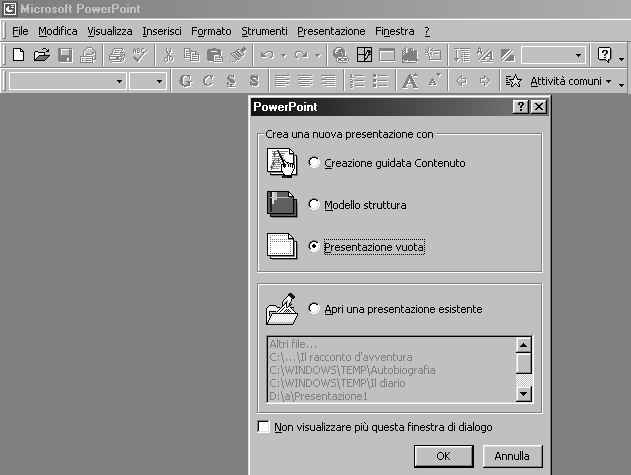 Microsoft PowerPoint
File Modifica Visualizza Inserisci Formato Strumenti Presentazione Finestra ?
G C S S A A Attività comuni
PowerPoint
Crea una nuova presentazione con
Creazione guidata Contenuto
Modello struttura
Presentazione vuota
Apri una presentazione esistente
Altri file...
C:\...\Il racconto d'avventura
C:\WINDOWS\TEMP\Autobiografia
C:\WINDOWS\TEMP\Il diario
D:\a\Presentazione1
Non visualizzare più questa finestra di dialogo
OK Annulla